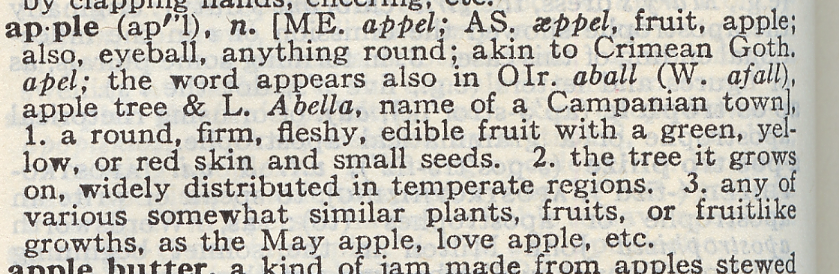 by clapping hands, cheering, etc.
ap·ple (ap′'l), n. [ME. appel; AS. æppel, fruit, apple;
also, eyeball, anything round; akin to Crimean Goth.
apel; the word appears also in OIr. aball (W. afall),
apple tree & L. Abella, name of a Campanian town],
1. a round, firm, fleshy, edible fruit with a green, yel-
low, or red skin and small seeds. 2. the tree it grows
on, widely distributed in temperate regions. 3. any of
various somewhat similar plants, fruits, or fruitlike
growths, as the May apple, love apple, etc.
apple butter, a kind of jam made from apples stewed